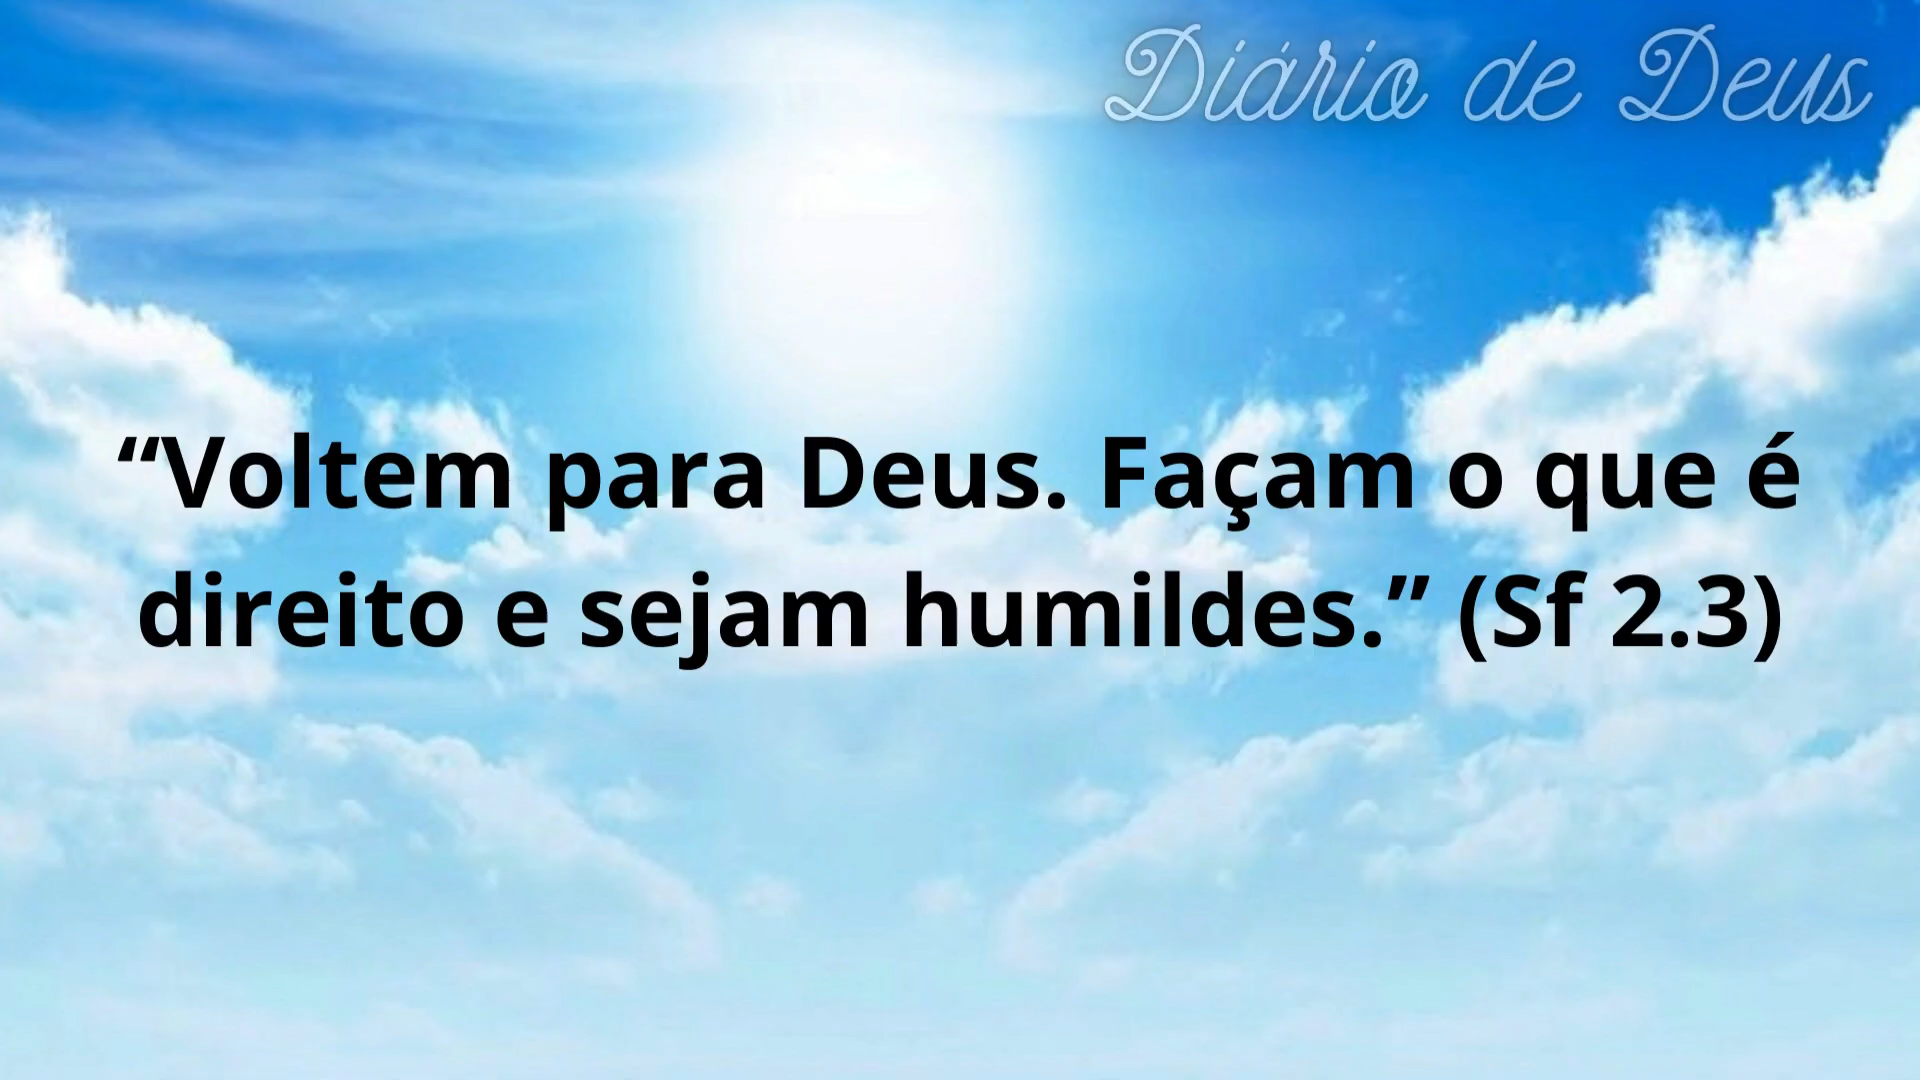 Diário de Deus
“Voltem para Deus. Façam o que é
direito e sejam humildes.” (Sf 2.3)